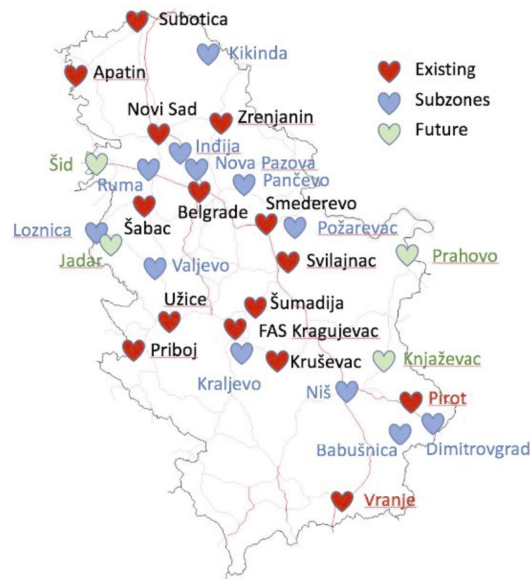 Subotica
Kikinda
Apatin
Existing
Subzones
Future
Novi Sad
Zrenjanin
Inđija
Šid
Nova Pazova
Ruma
Pančevo
Belgrade
Smederevo
Šabac
Loznica
Požarevac
Jadar
Valjevo
Svilajnac
Prahovo
Užice
Šumadija
FAS Kragujevac
Priboj
Kruševac
Knjaževac
Kraljevo
Niš
Pirot
Babušnica
Dimitrovgrad
Vranje